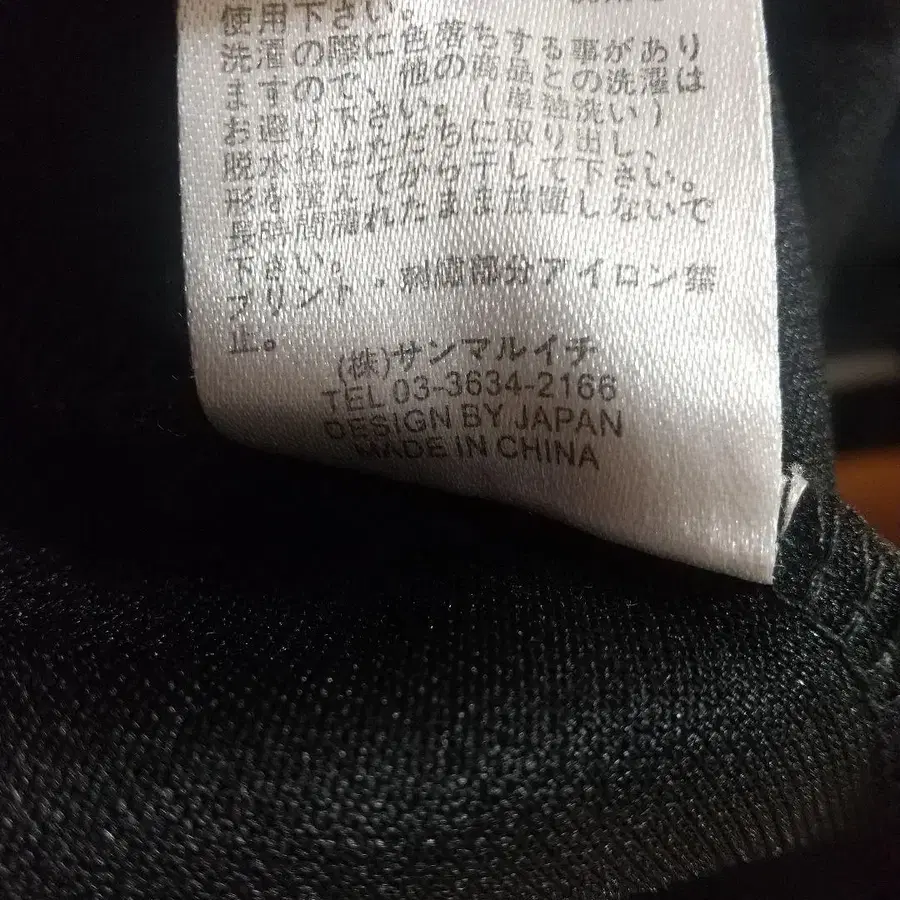 使用下さい。
洗濯の際に色落ちする事があり
ますので、他の商品との洗濯は
お避け下さい。(単独洗い)
脱水後はただちに取り出し、
形を整えてたがら干して下さい。
長時間濡れたまま放置しないで
下さい。
プリント・刺繍部分アイロン禁
止。
(株)サンマルイチ
TEL 03-3634-2166
DESIGN BY JAPAN
MADE IN CHINA